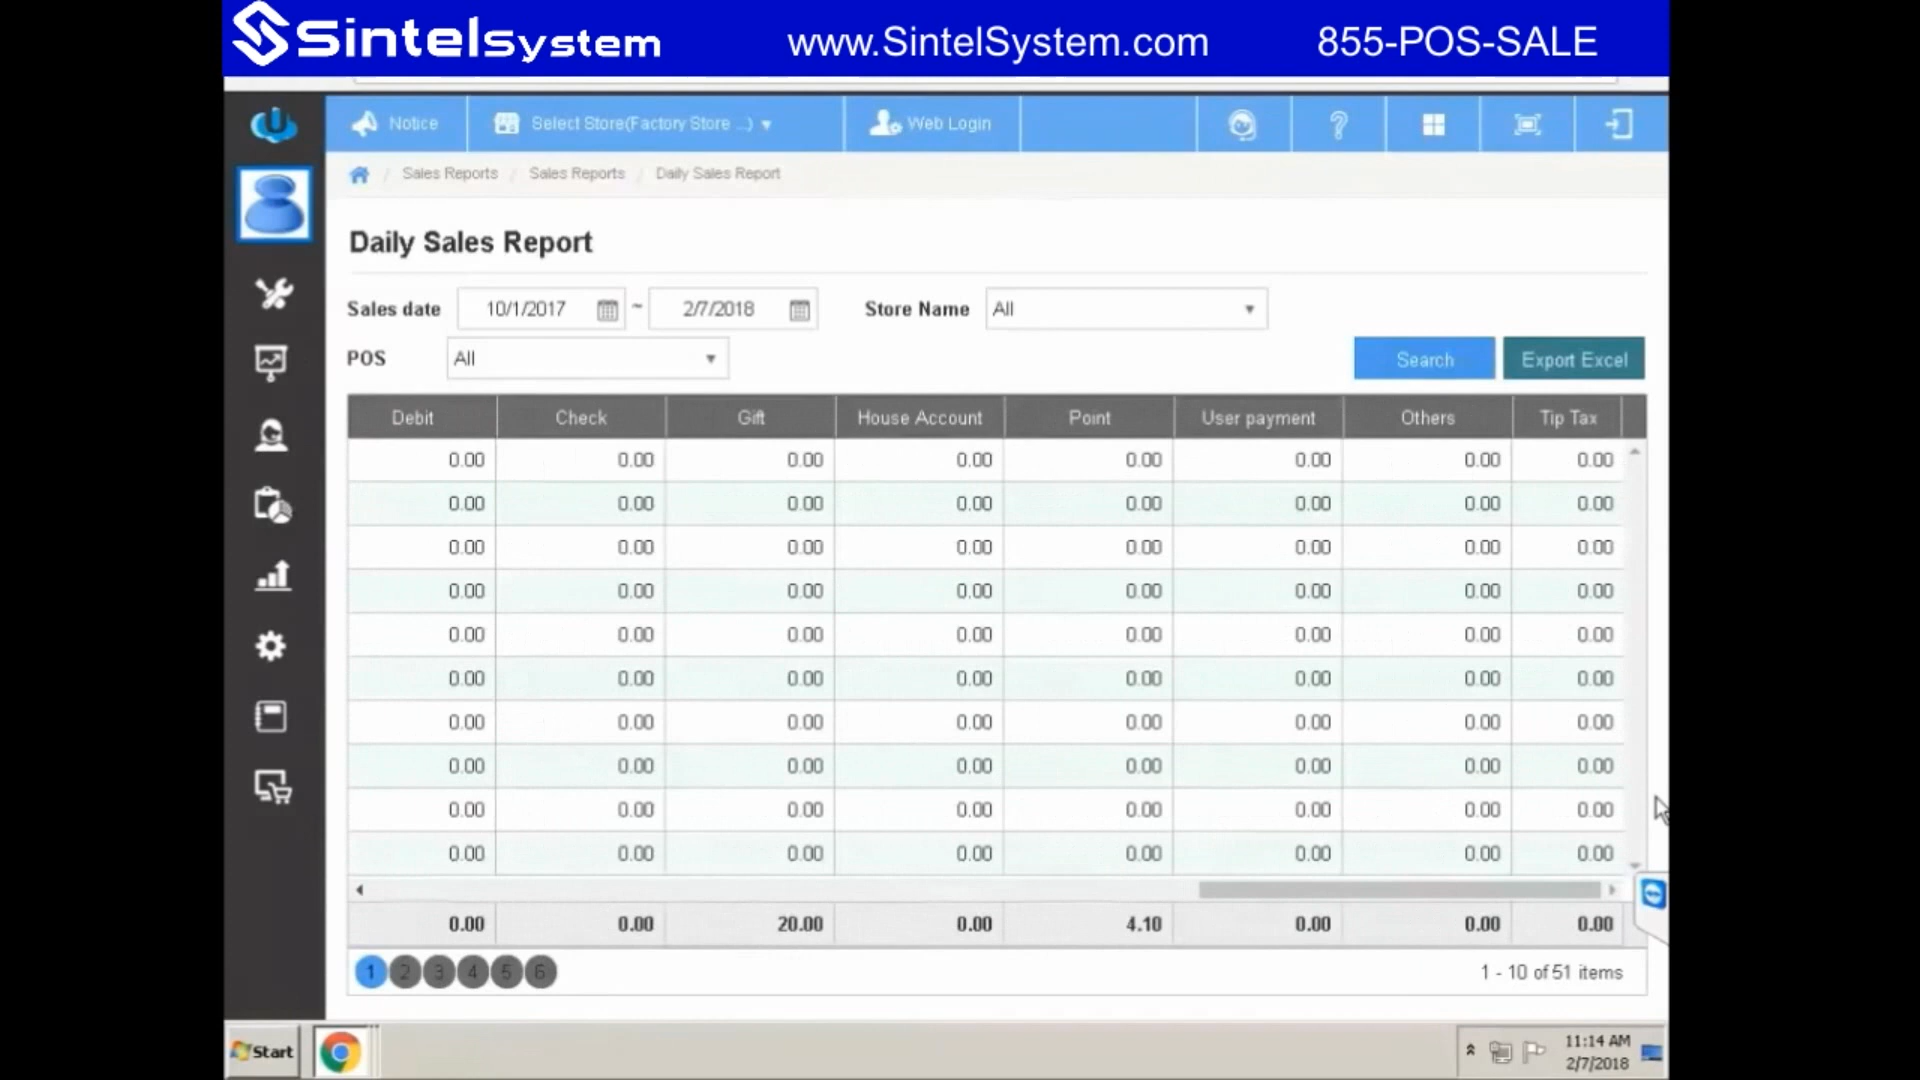 Sintelsystem www.SintelSystem.com 855-POS-SALE
Notice Select Store(Factory Store ...) Web Login
/ Sales Reports / Sales Reports / Daily Sales Report
Daily Sales Report
Sales date 10/1/2017 ~ 2/7/2018 Store Name All
POS All Search Export Excel
Debit Check Gift House Account Point User payment Others Tip Tax
0.00 0.00 0.00 0.00 0.00 0.00 0.00 0.00
0.00 0.00 0.00 0.00 0.00 0.00 0.00 0.00
0.00 0.00 0.00 0.00 0.00 0.00 0.00 0.00
0.00 0.00 0.00 0.00 0.00 0.00 0.00 0.00
0.00 0.00 0.00 0.00 0.00 0.00 0.00 0.00
0.00 0.00 0.00 0.00 0.00 0.00 0.00 0.00
0.00 0.00 0.00 0.00 0.00 0.00 0.00 0.00
0.00 0.00 0.00 0.00 0.00 0.00 0.00 0.00
0.00 0.00 0.00 0.00 0.00 0.00 0.00 0.00
0.00 0.00 0.00 0.00 0.00 0.00 0.00 0.00
0.00 0.00 20.00 0.00 4.10 0.00 0.00 0.00
1 2 3 4 5 6 1 - 10 of 51 items
Start 11:14 AM
2/7/2018